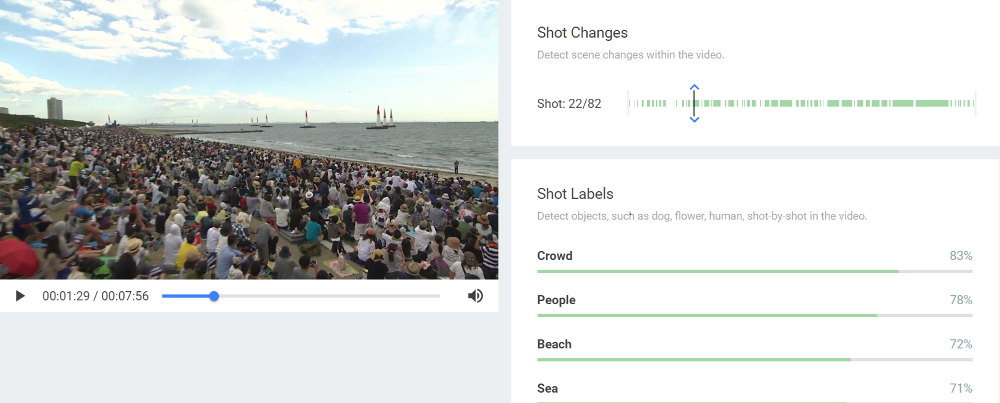 Shot Changes
Detect scene changes within the video.
Shot: 22/82
Shot Labels
Detect objects, such as dog, flower, human, shot-by-shot in the video.
Crowd 83%
People 78%
Beach 72%
Sea 71%
00:01:29 / 00:07:56